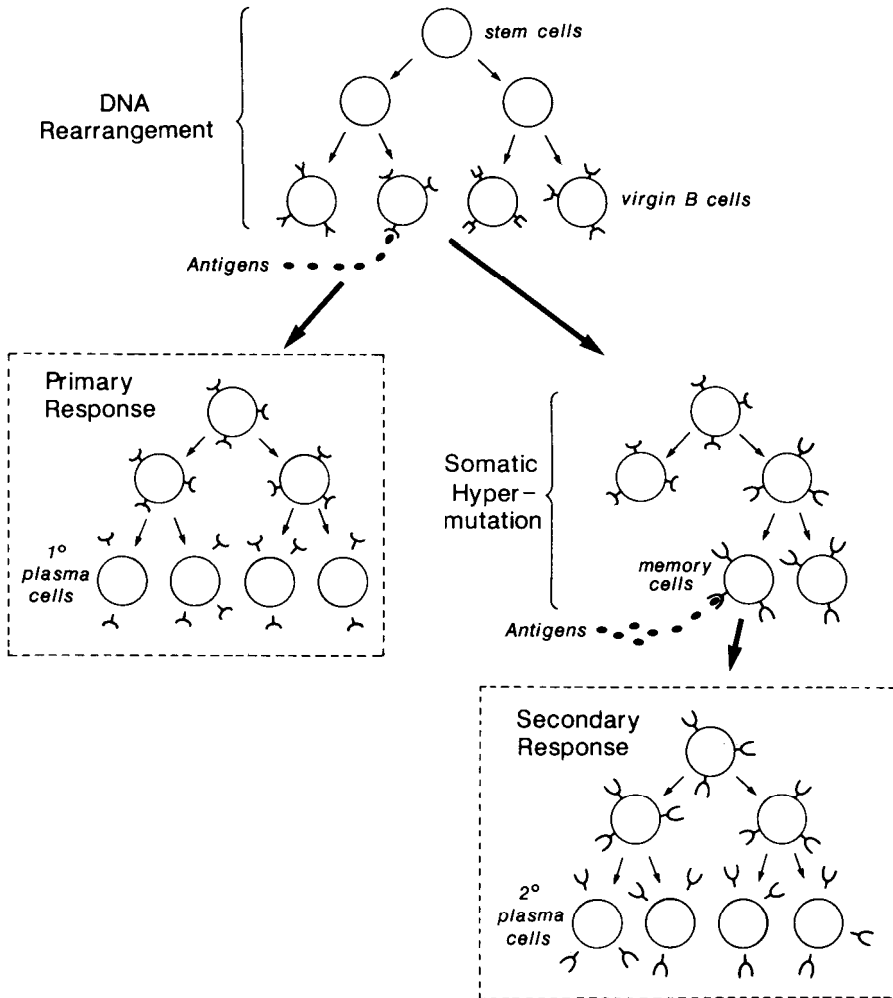 stem cells
DNA
Rearrangement
virgin B cells
Antigens
Primary
Response
1°
plasma
cells
Somatic
Hyper-
mutation
memory
cells
Antigens
Secondary
Response
2°
plasma
cells